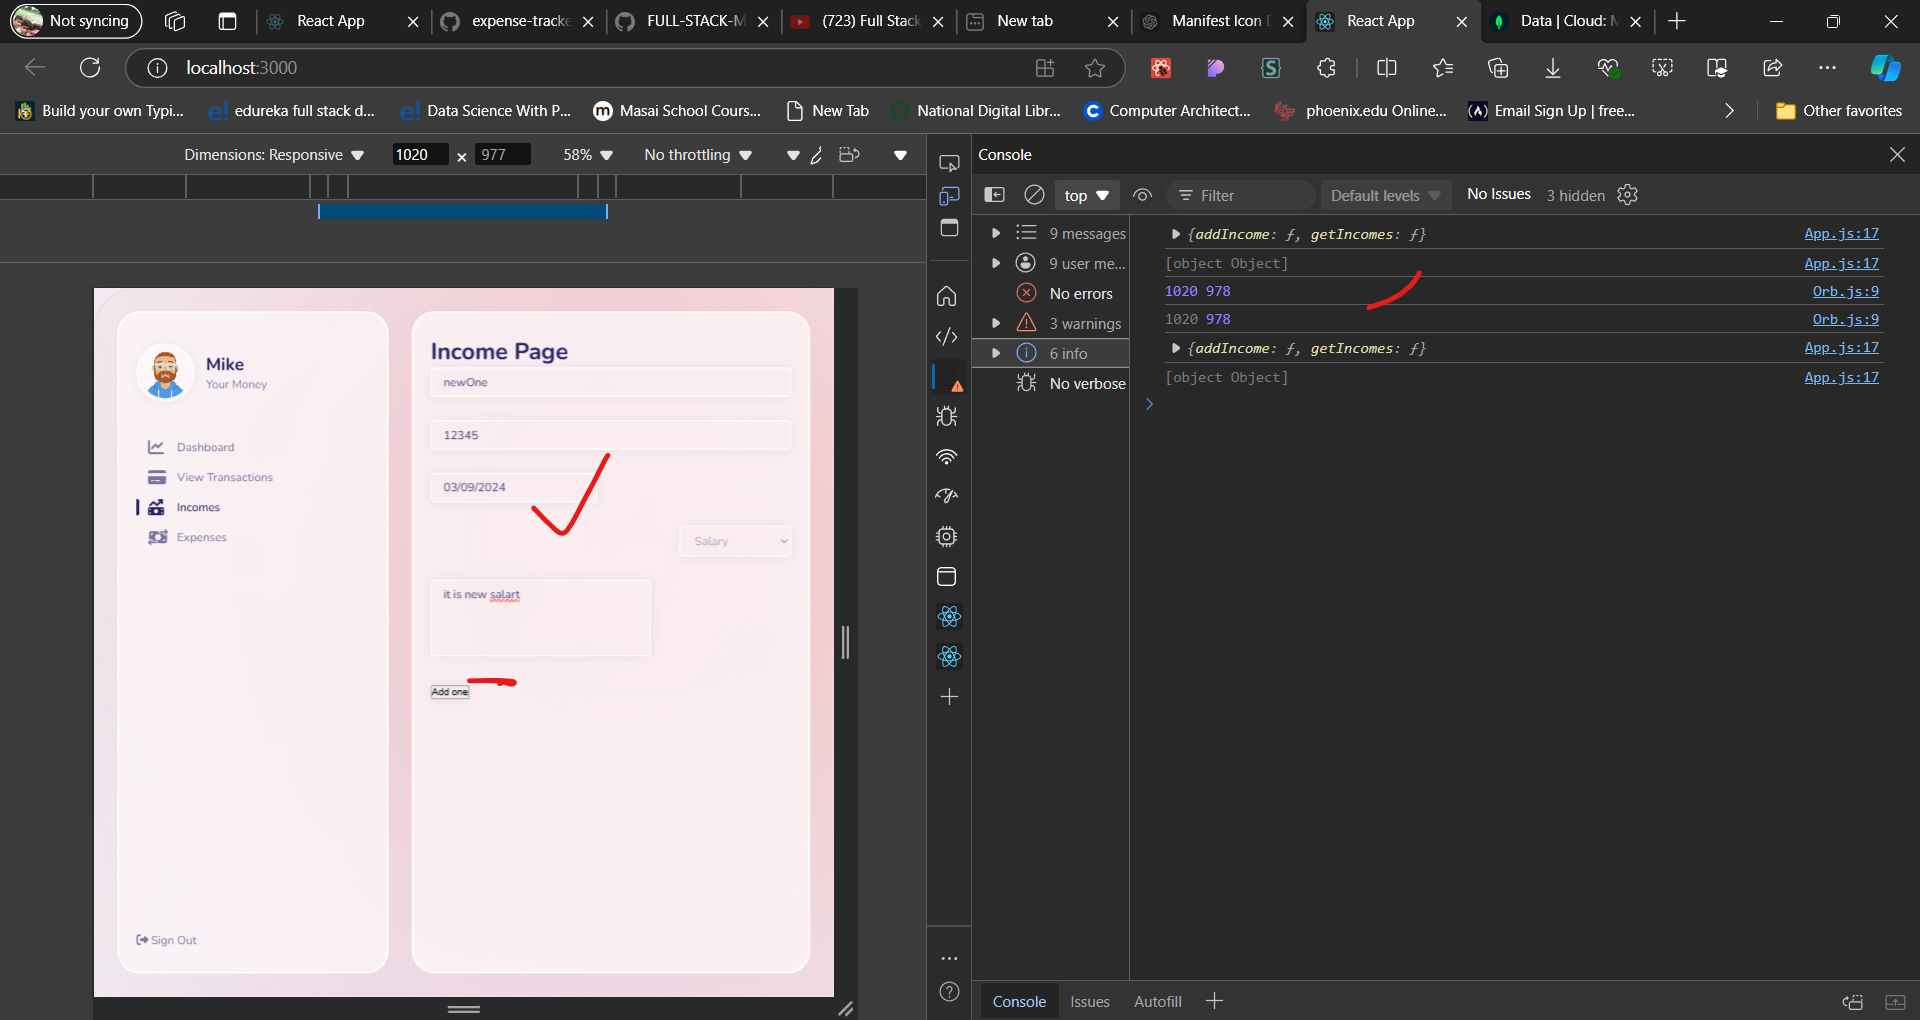 Not syncing
React App
expense-tracke
FULL-STACK-M
(723) Full Stack
New tab
Manifest Icon
React App
Data | Cloud: M
localhost:3000
Build your own Typi...
edureka full stack d...
Data Science With P...
Masai School Cours...
New Tab
National Digital Libr...
Computer Architect...
phoenix.edu Online...
Email Sign Up | free...
Other favorites
Dimensions: Responsive
1020 × 977
58%
No throttling
Console
top
Filter
Default levels
No Issues
3 hidden
9 messages
9 user me...
No errors
3 warnings
6 info
No verbose
{addIncome: ƒ, getIncomes: ƒ} App.js:17
[object Object] App.js:17
1020 978 Orb.js:9
1020 978 Orb.js:9
{addIncome: ƒ, getIncomes: ƒ} App.js:17
[object Object] App.js:17
Mike
Your Money
Dashboard
View Transactions
Incomes
Expenses
Sign Out
Income Page
newOne
12345
03/09/2024
Salary
it is new salart
Add one
Console
Issues
Autofill